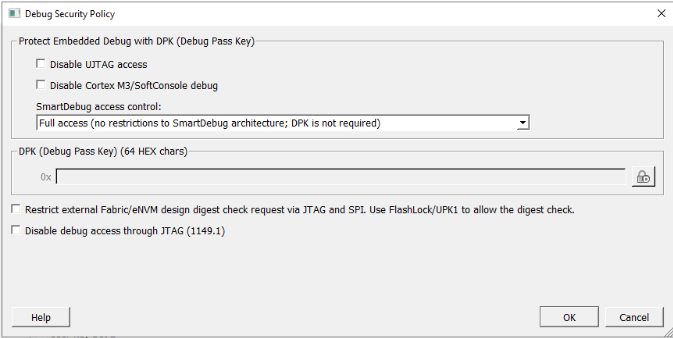 Debug Security Policy
Protect Embedded Debug with DPK (Debug Pass Key)
Disable UJTAG access
Disable Cortex M3/SoftConsole debug
SmartDebug access control:
Full access (no restrictions to SmartDebug architecture; DPK is not required)
DPK (Debug Pass Key) (64 HEX chars)
0x
Restrict external Fabric/eNVM design digest check request via JTAG and SPI. Use FlashLock/UPK1 to allow the digest check.
Disable debug access through JTAG (1149.1)
Help OK Cancel